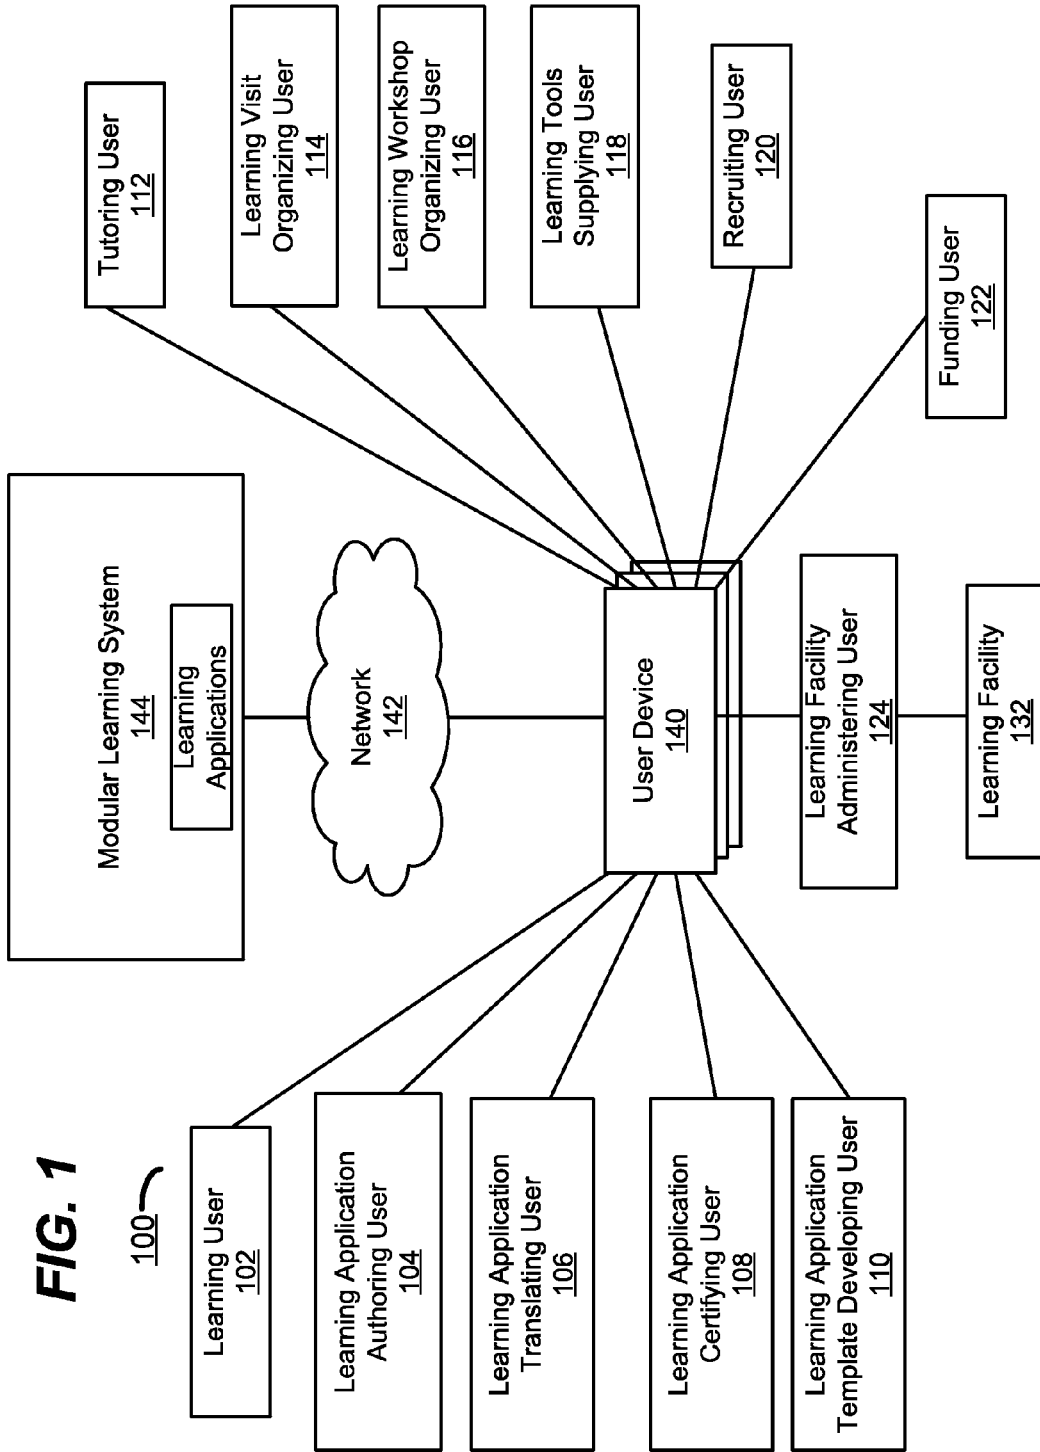 FIG. 1
100
Modular Learning System
144
Learning
Applications
Network
142
User Device
140
Learning User
102
Learning Application
Authoring User
104
Learning Application
Translating User
106
Learning Application
Certifying User
108
Learning Application
Template Developing User
110
Tutoring User
112
Learning Visit
Organizing User
114
Learning Workshop
Organizing User
116
Learning Tools
Supplying User
118
Recruiting User
120
Funding User
122
Learning Facility
Administering User
124
Learning Facility
132